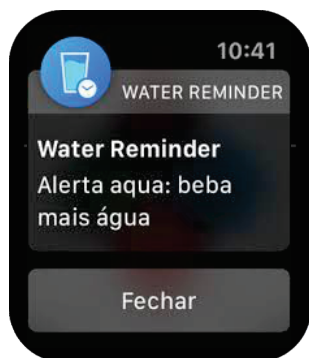 10:41
WATER REMINDER
Water Reminder
Alerta aqua: beba
mais água
Fechar